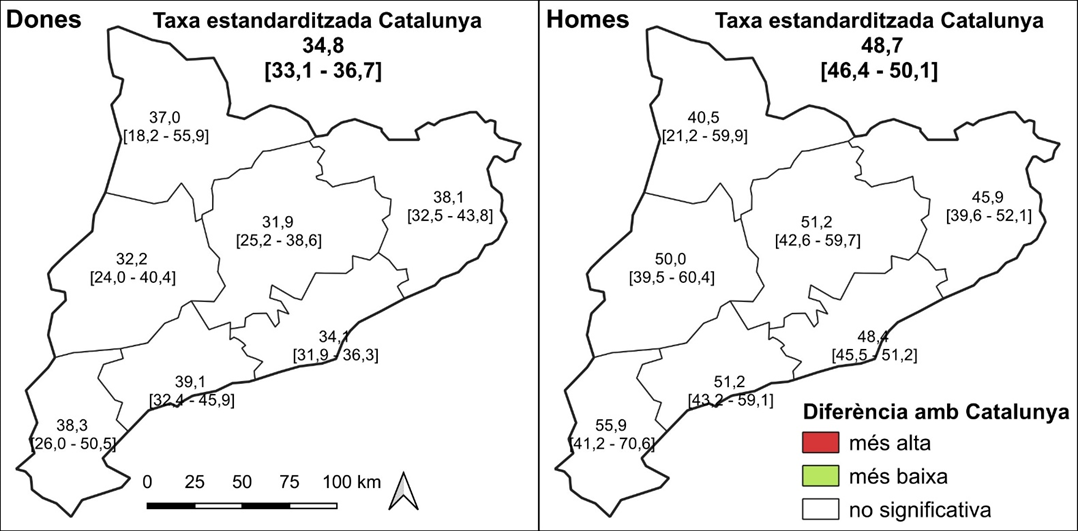 Dones
Taxa estandarditzada Catalunya
34,8
[33,1 - 36,7]
37,0
[18,2 - 55,9]
38,1
[32,5 - 43,8]
31,9
[25,2 - 38,6]
32,2
[24,0 - 40,4]
34,1
[31,9 - 36,3]
39,1
[32,4 - 45,9]
38,3
[26,0 - 50,5]
0 25 50 75 100 km
Homes
Taxa estandarditzada Catalunya
48,7
[46,4 - 50,1]
40,5
[21,2 - 59,9]
45,9
[39,6 - 52,1]
51,2
[42,6 - 59,7]
50,0
[39,5 - 60,4]
48,4
[45,5 - 51,2]
51,2
[43,2 - 59,1]
55,9
[41,2 - 70,6]
Diferència amb Catalunya
més alta
més baixa
no significativa